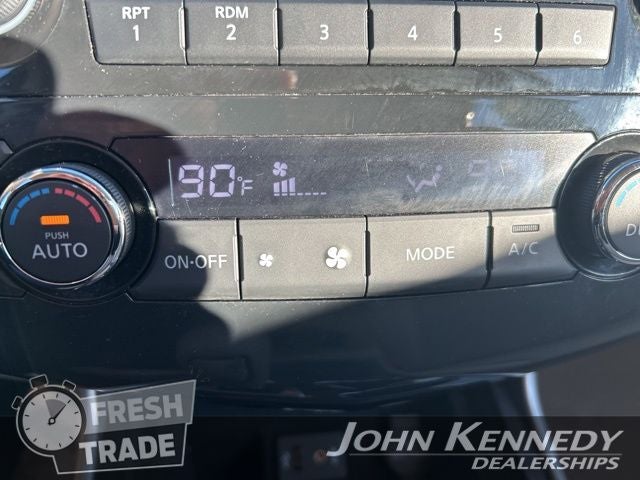 RPT RDM
1 2 3 4 5 6
90°F
PUSH
AUTO
ON-OFF
MODE
A/C
FRESH
TRADE
JOHN KENNEDY
DEALERSHIPS